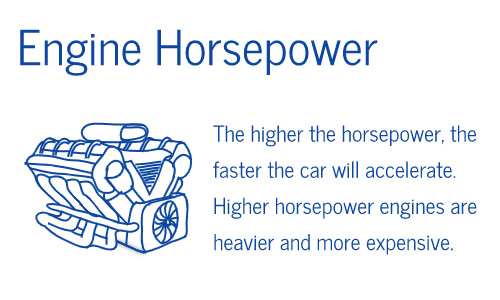 Engine Horsepower
The higher the horsepower, the
faster the car will accelerate.
Higher horsepower engines are
heavier and more expensive.